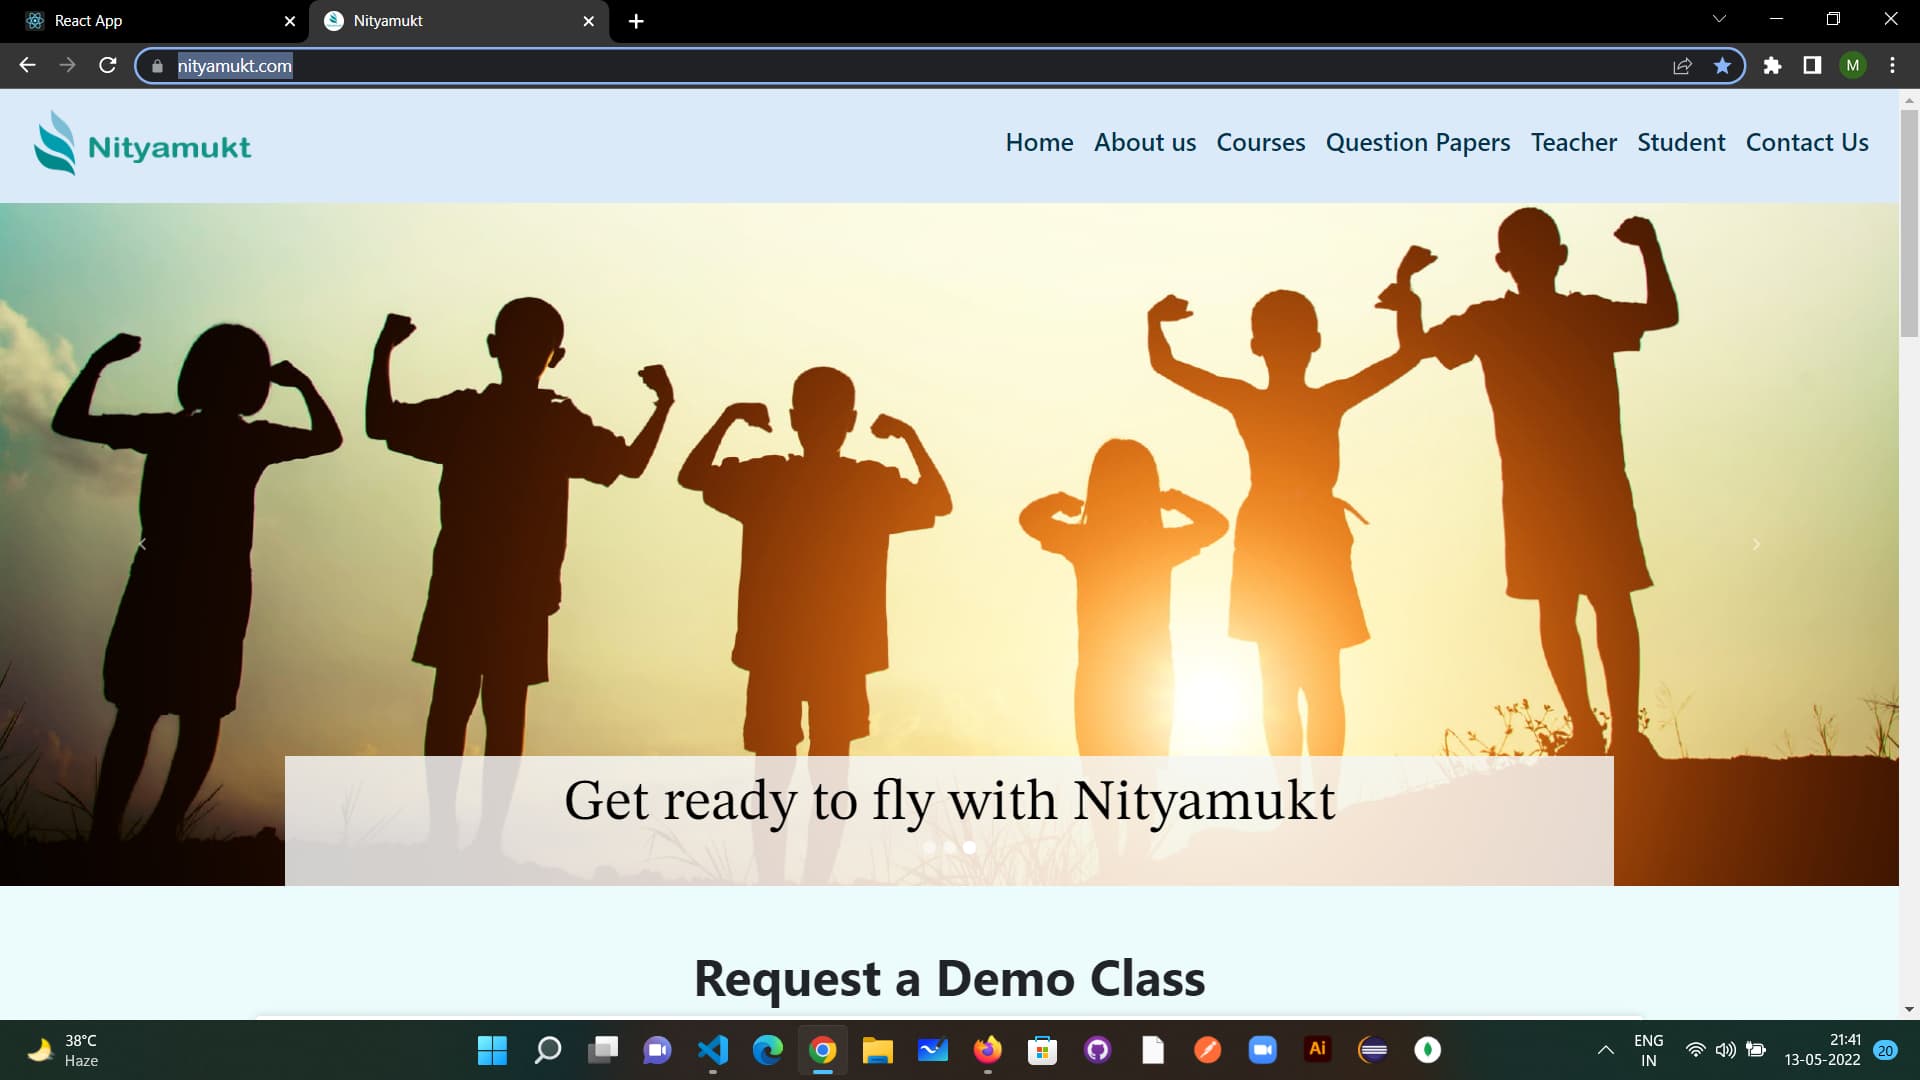 React App
Nityamukt
nityamukt.com
M
Nityamukt
Home About us Courses Question Papers Teacher Student Contact Us
Get ready to fly with Nityamukt
Request a Demo Class
38°C
Haze
Ai
ENG
IN
21:41
13-05-2022
20